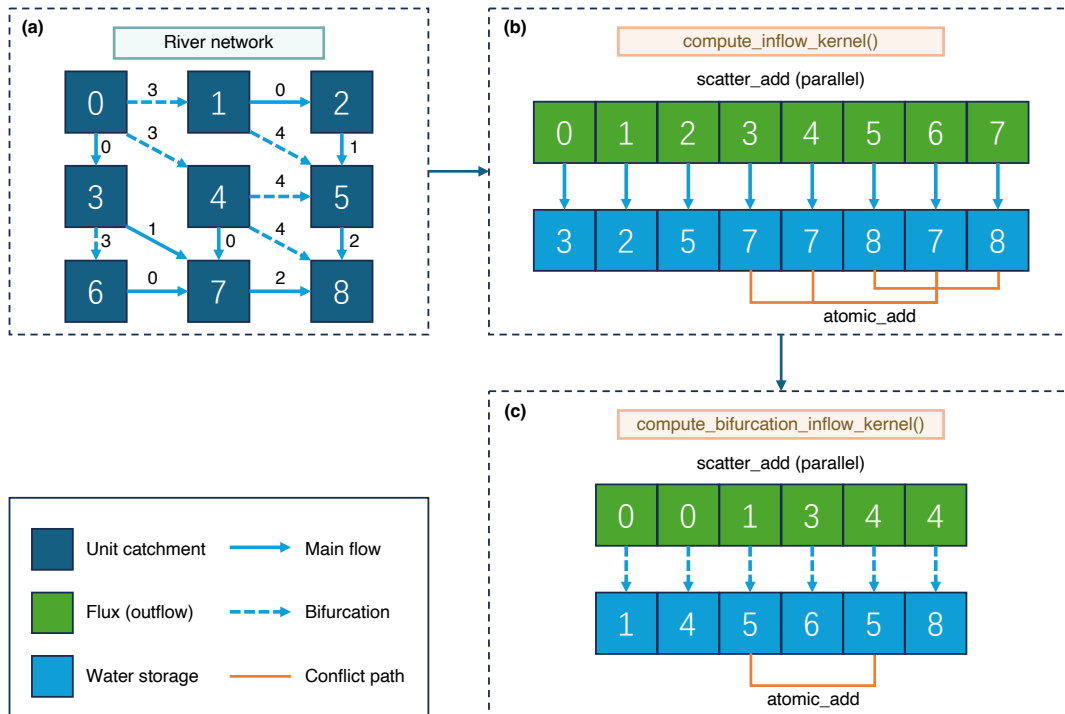 (a)
River network
0 3 1 0 2
0 3 4 1
3 4 4 5
3 1 0 4 2
6 0 7 2 8
(b)
compute_inflow_kernel()
scatter_add (parallel)
0 1 2 3 4 5 6 7
3 2 5 7 7 8 7 8
atomic_add
(c)
compute_bifurcation_inflow_kernel()
scatter_add (parallel)
0 0 1 3 4 4
1 4 5 6 5 8
atomic_add
Unit catchment Main flow
Flux (outflow) Bifurcation
Water storage Conflict path